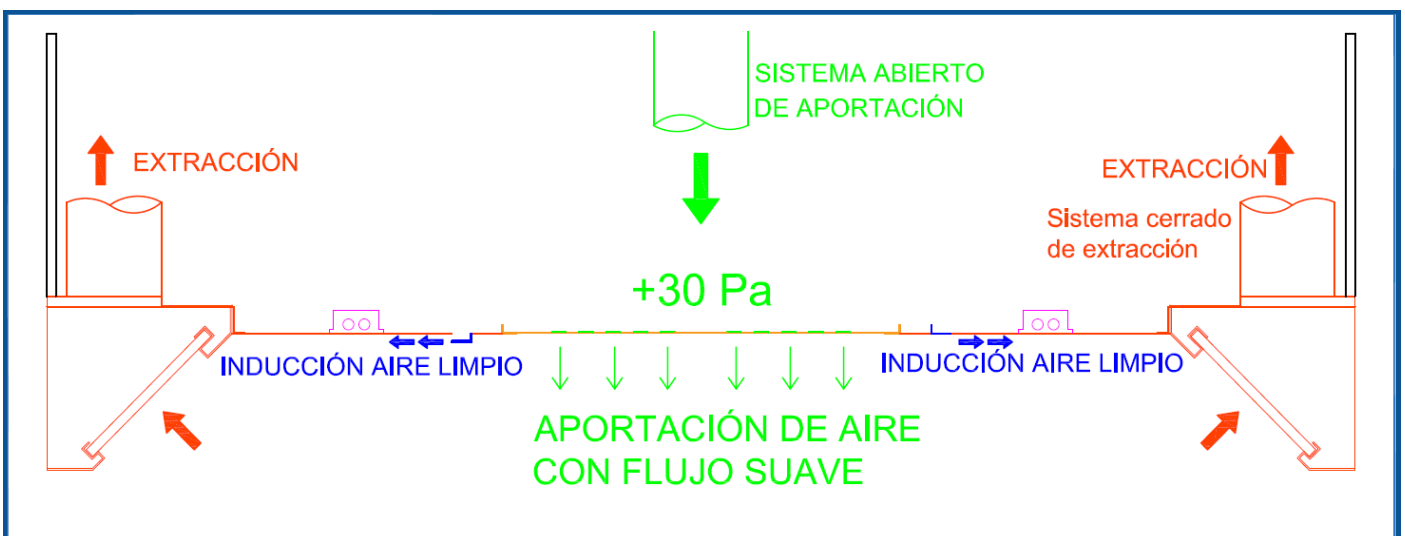 SISTEMA ABIERTO
DE APORTACIÓN
EXTRACCIÓN
EXTRACCIÓN
Sistema cerrado
de extracción
+30 Pa
INDUCCIÓN AIRE LIMPIO
INDUCCIÓN AIRE LIMPIO
APORTACIÓN DE AIRE
CON FLUJO SUAVE